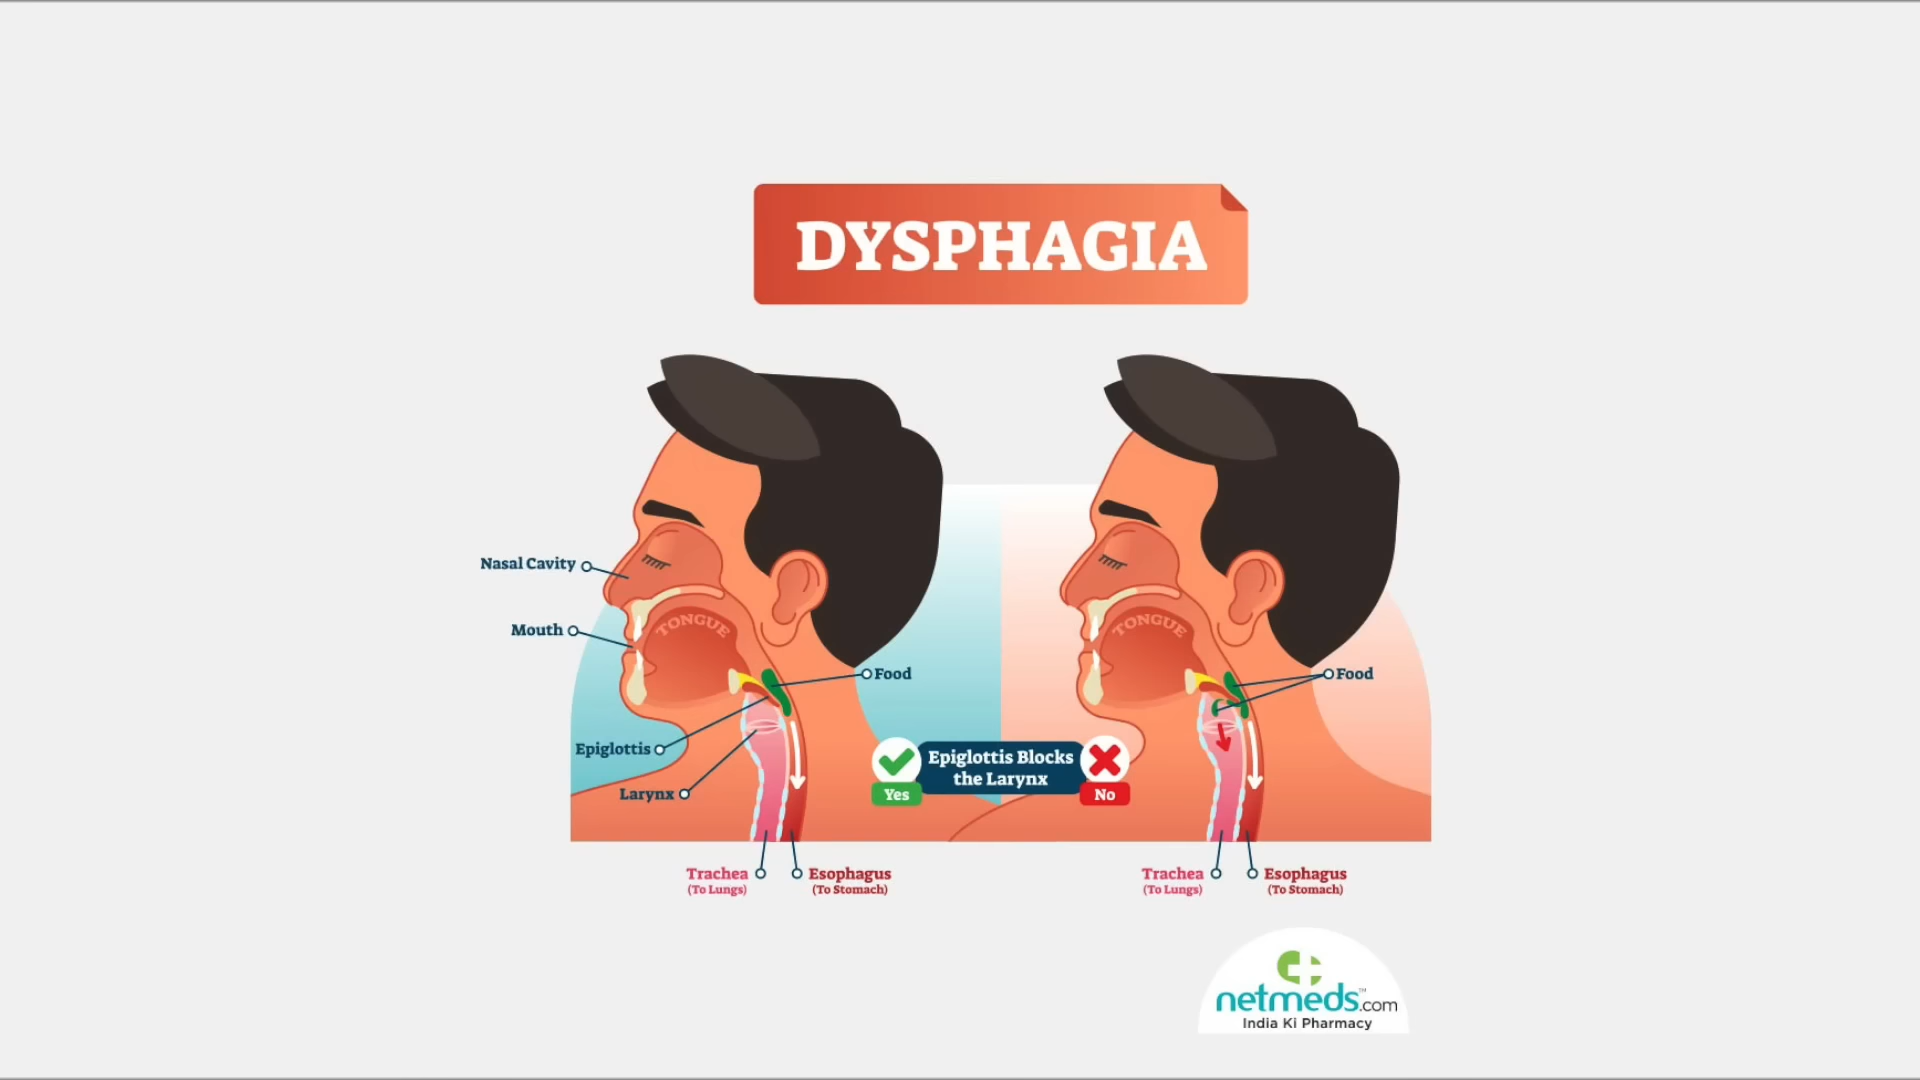 DYSPHAGIA
Nasal Cavity
TONGUE
TONGUE
Mouth
Food
Food
Epiglottis
Larynx
Epiglottis Blocks
the Larynx
Yes
No
Trachea
(To Lungs)
Esophagus
(To Stomach)
Trachea
(To Lungs)
Esophagus
(To Stomach)
netmeds™.com
India Ki Pharmacy